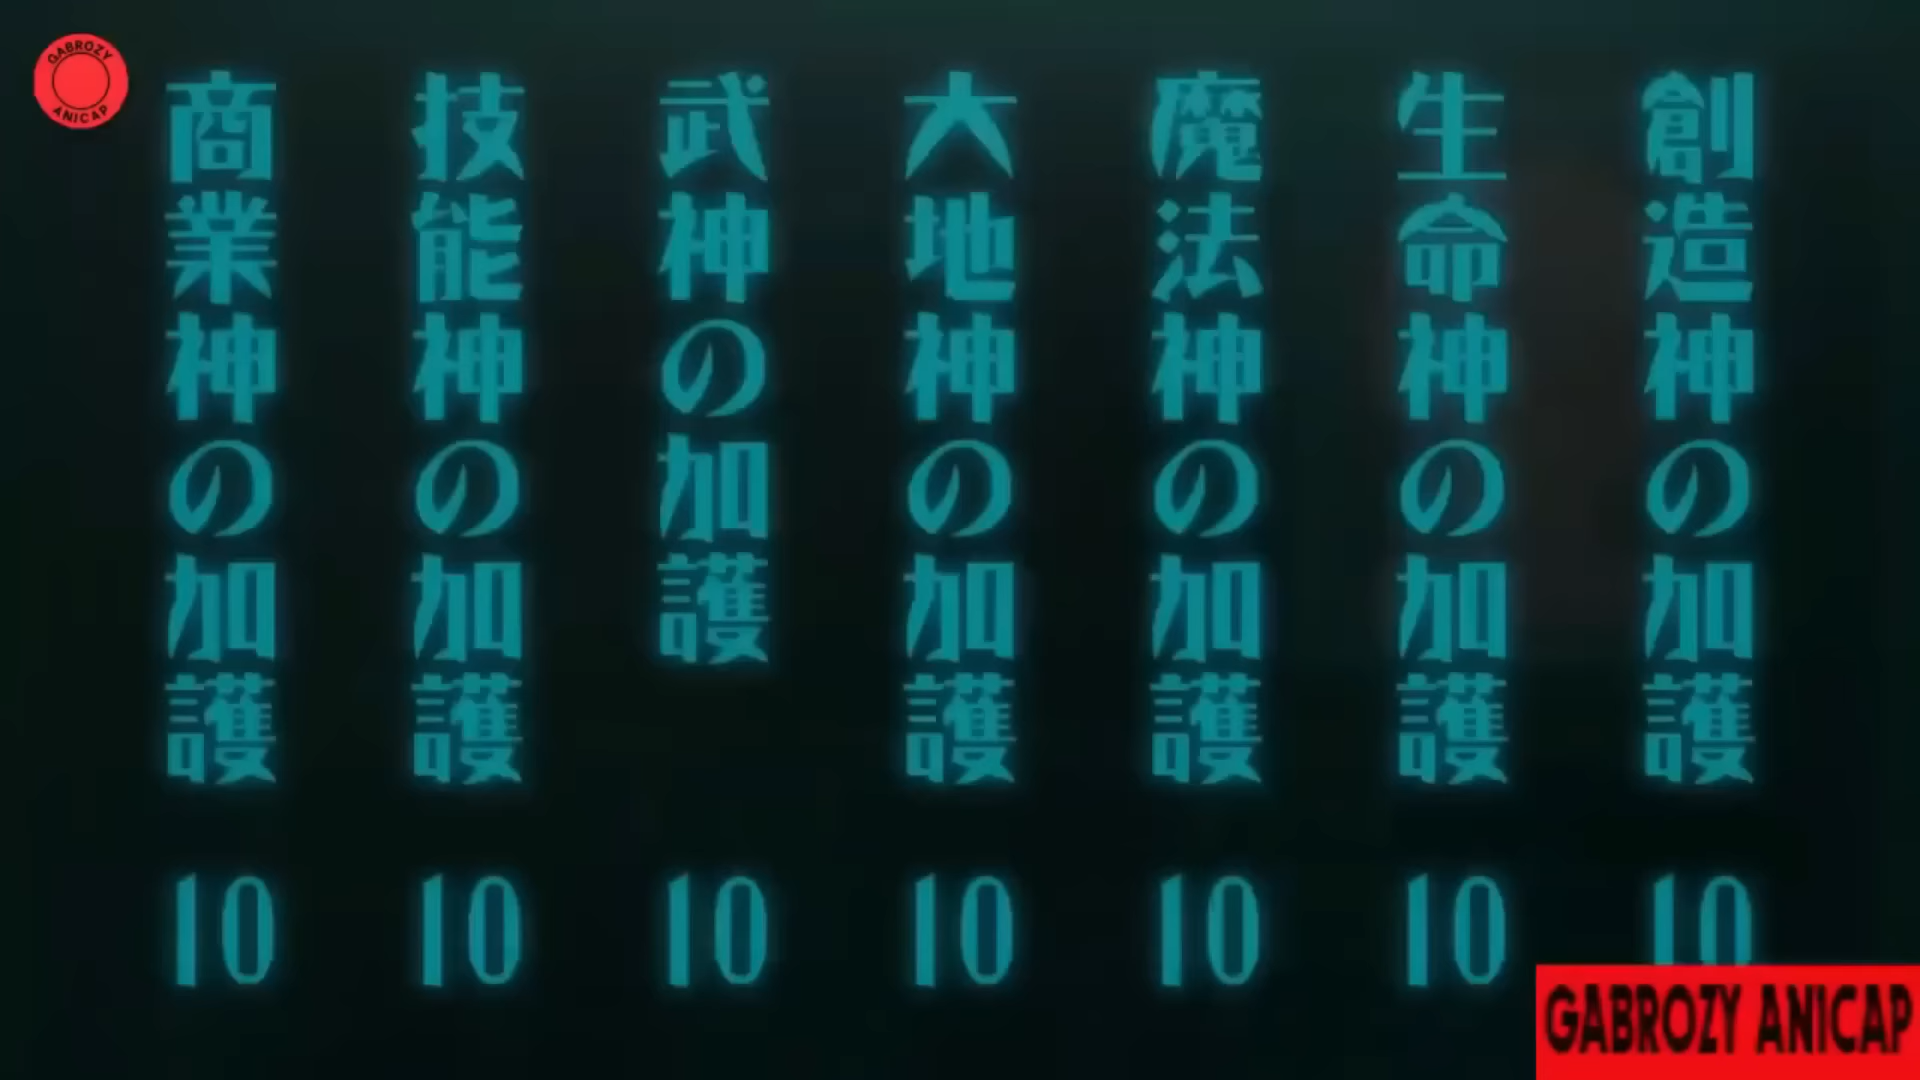 創造神の加護 10
生命神の加護 10
魔法神の加護 10
大地神の加護 10
武神の加護 10
技能神の加護 10
商業神の加護 10
GABROZY ANICAP
GABROZY ANICAP